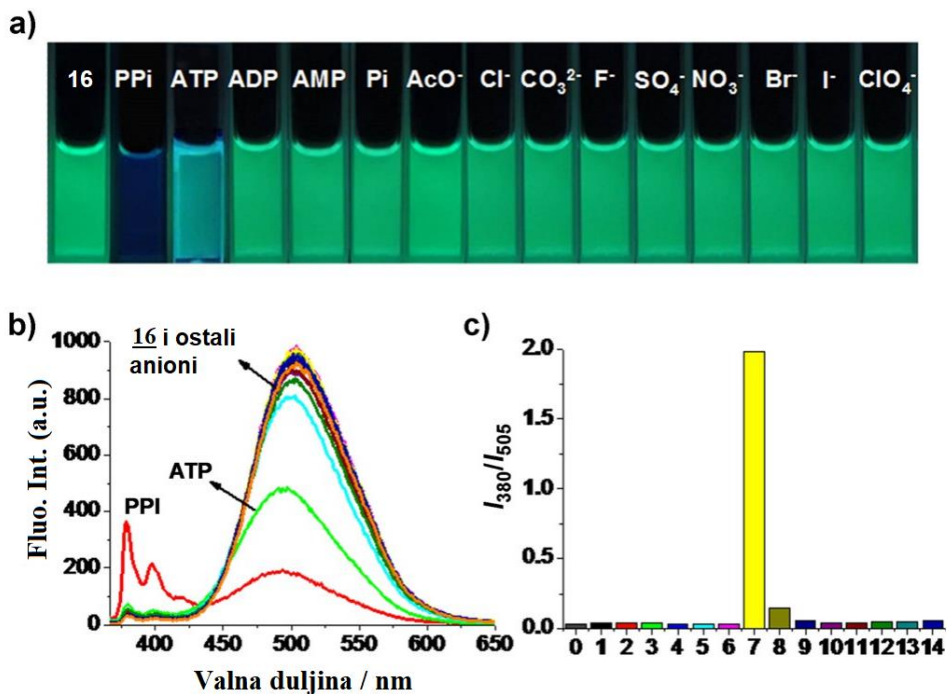 a)
16 PPi ATP ADP AMP Pi AcO⁻ Cl⁻ CO₃²⁻ F⁻ SO₄⁻ NO₃⁻ Br⁻ I⁻ ClO₄⁻
b)
1000
800
600
400
200
0
Fluo. Int. (a.u.)
16 i ostali
anioni
ATP
PPI
400 450 500 550 600 650
Valna duljina / nm
c)
2.0
1.5
1.0
0.5
0.0
I₃₈₀/I₅₀₅
0 1 2 3 4 5 6 7 8 9 10 11 12 13 14